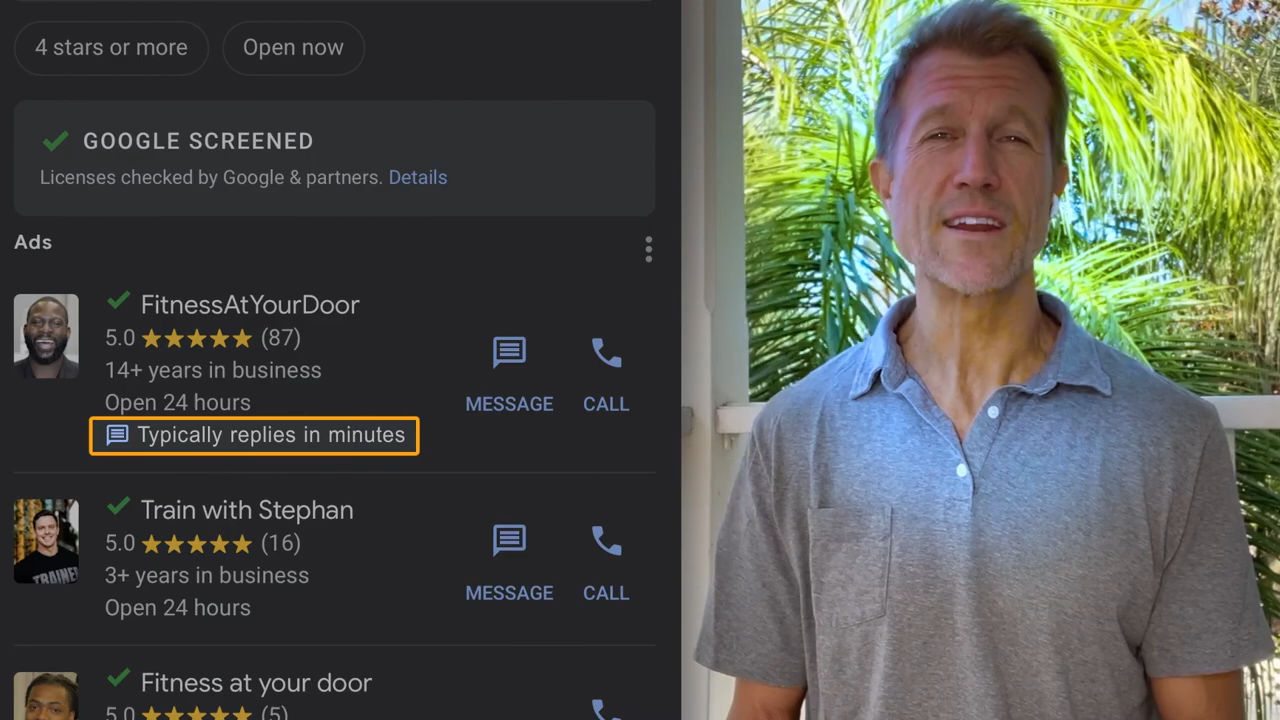 4 stars or more
Open now
GOOGLE SCREENED
Licenses checked by Google & partners. Details
Ads
FitnessAtYourDoor
5.0 (87)
14+ years in business
Open 24 hours
Typically replies in minutes
MESSAGE
CALL
TRAINER
Train with Stephan
5.0 (16)
3+ years in business
Open 24 hours
MESSAGE
CALL
Fitness at your door
5.0 (5)